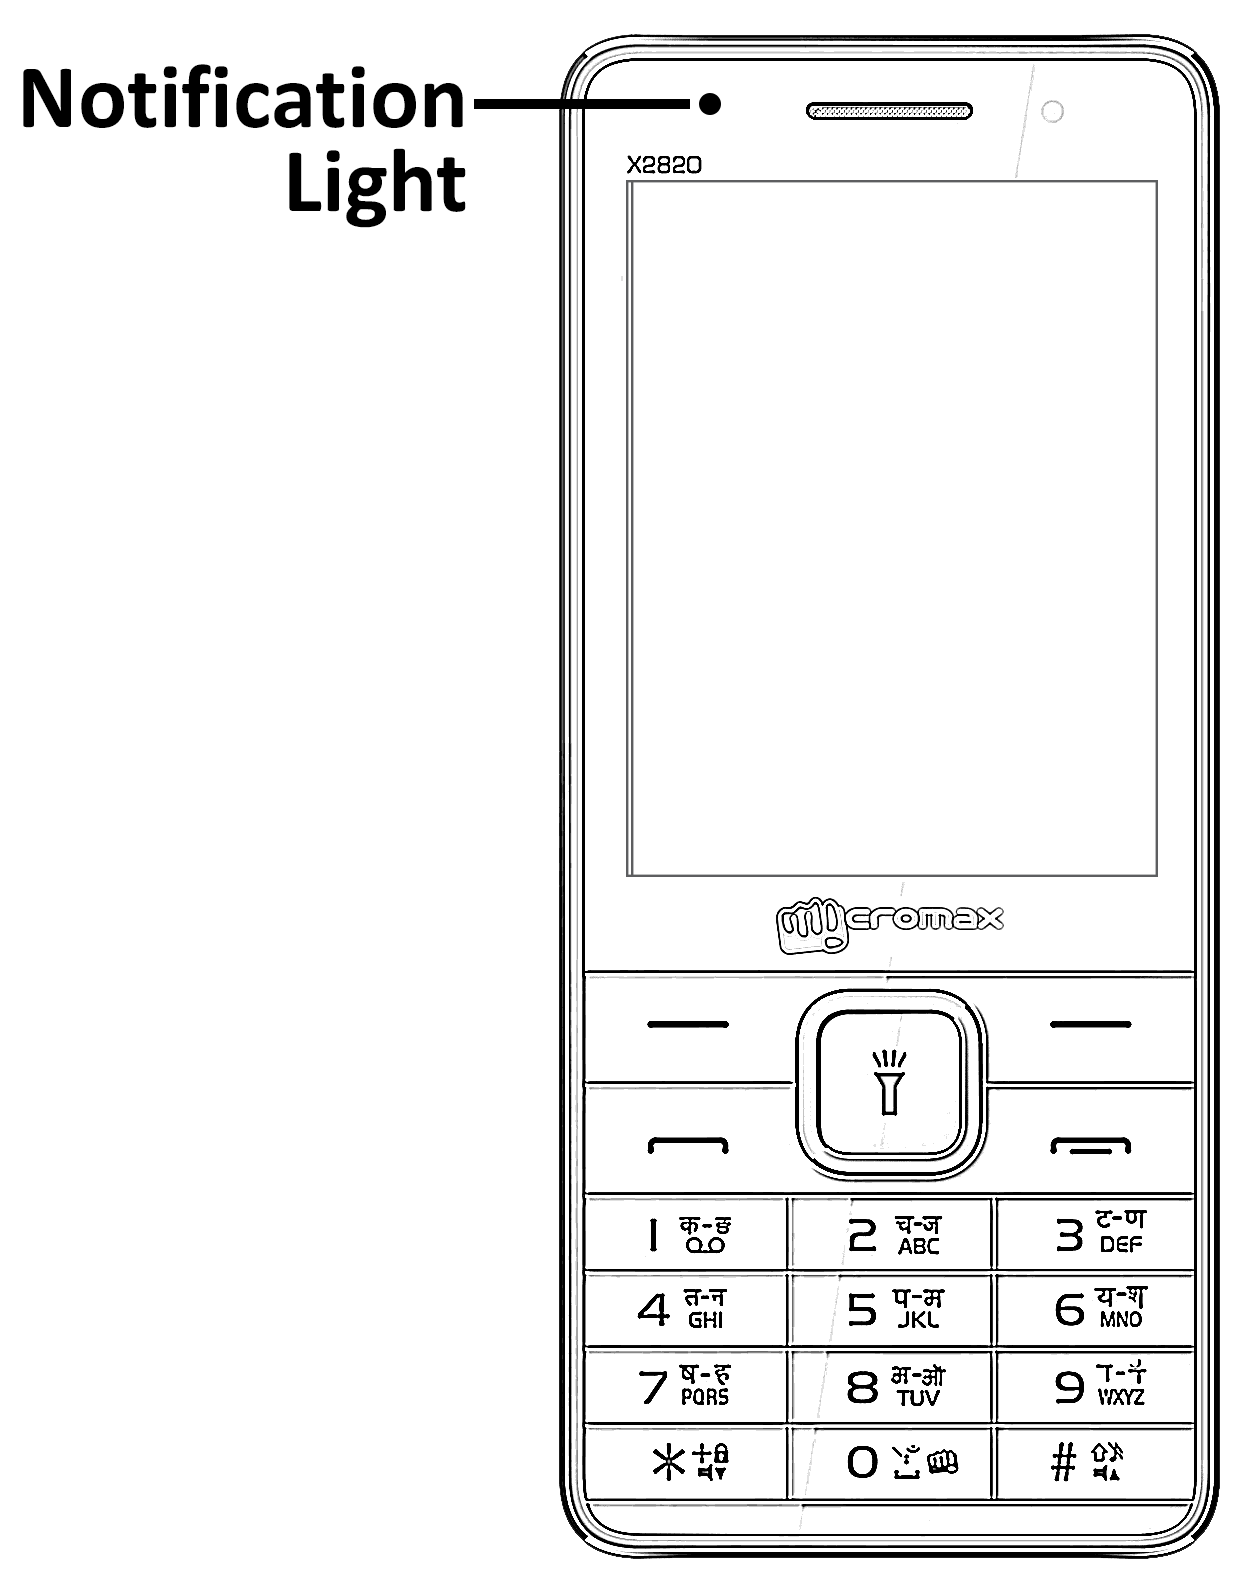 Notification
Light
X2820
micromax
1 क-ङ
2 च-ज ABC
3 ट-ण DEF
4 त-न GHI
5 प-म JKL
6 य-श MNO
7 ष-ह PQRS
8 अ-ओ TUV
9 WXYZ
* +
0
#